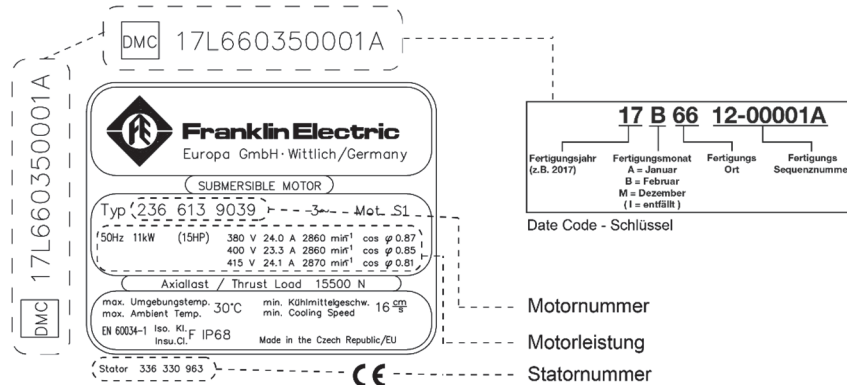 DMC 17L660350001A
DMC 17L660350001A
FE
Franklin Electric
Europa GmbH·Wittlich/Germany
SUBMERSIBLE MOTOR
Typ 236 613 9039 3~ Mot. S1
50Hz 11kW (15HP) 380 V 24.0 A 2860 min⁻¹ cos φ 0.87
400 V 23.3 A 2860 min⁻¹ cos φ 0.85
415 V 24.1 A 2870 min⁻¹ cos φ 0.81
Axiallast / Thrust Load 15500 N
max. Umgebungstemp. 30°C min. Kühlmittelgeschw. 16 cm/s
max. Ambient Temp. min. Cooling Speed
EN 60034-1 Iso. Kl. F IP68 Made in the Czech Republic/EU
Insu.Cl.
Stator 336 330 963
CE
17 B 66 12-00001A
Fertigungsjahr
(z.B. 2017)
Fertigungsmonat
A = Januar
B = Februar
M = Dezember
( I = entfällt )
Fertigungs
Ort
Fertigungs
Sequenznumme
Date Code - Schlüssel
Motornummer
Motorleistung
Statornummer